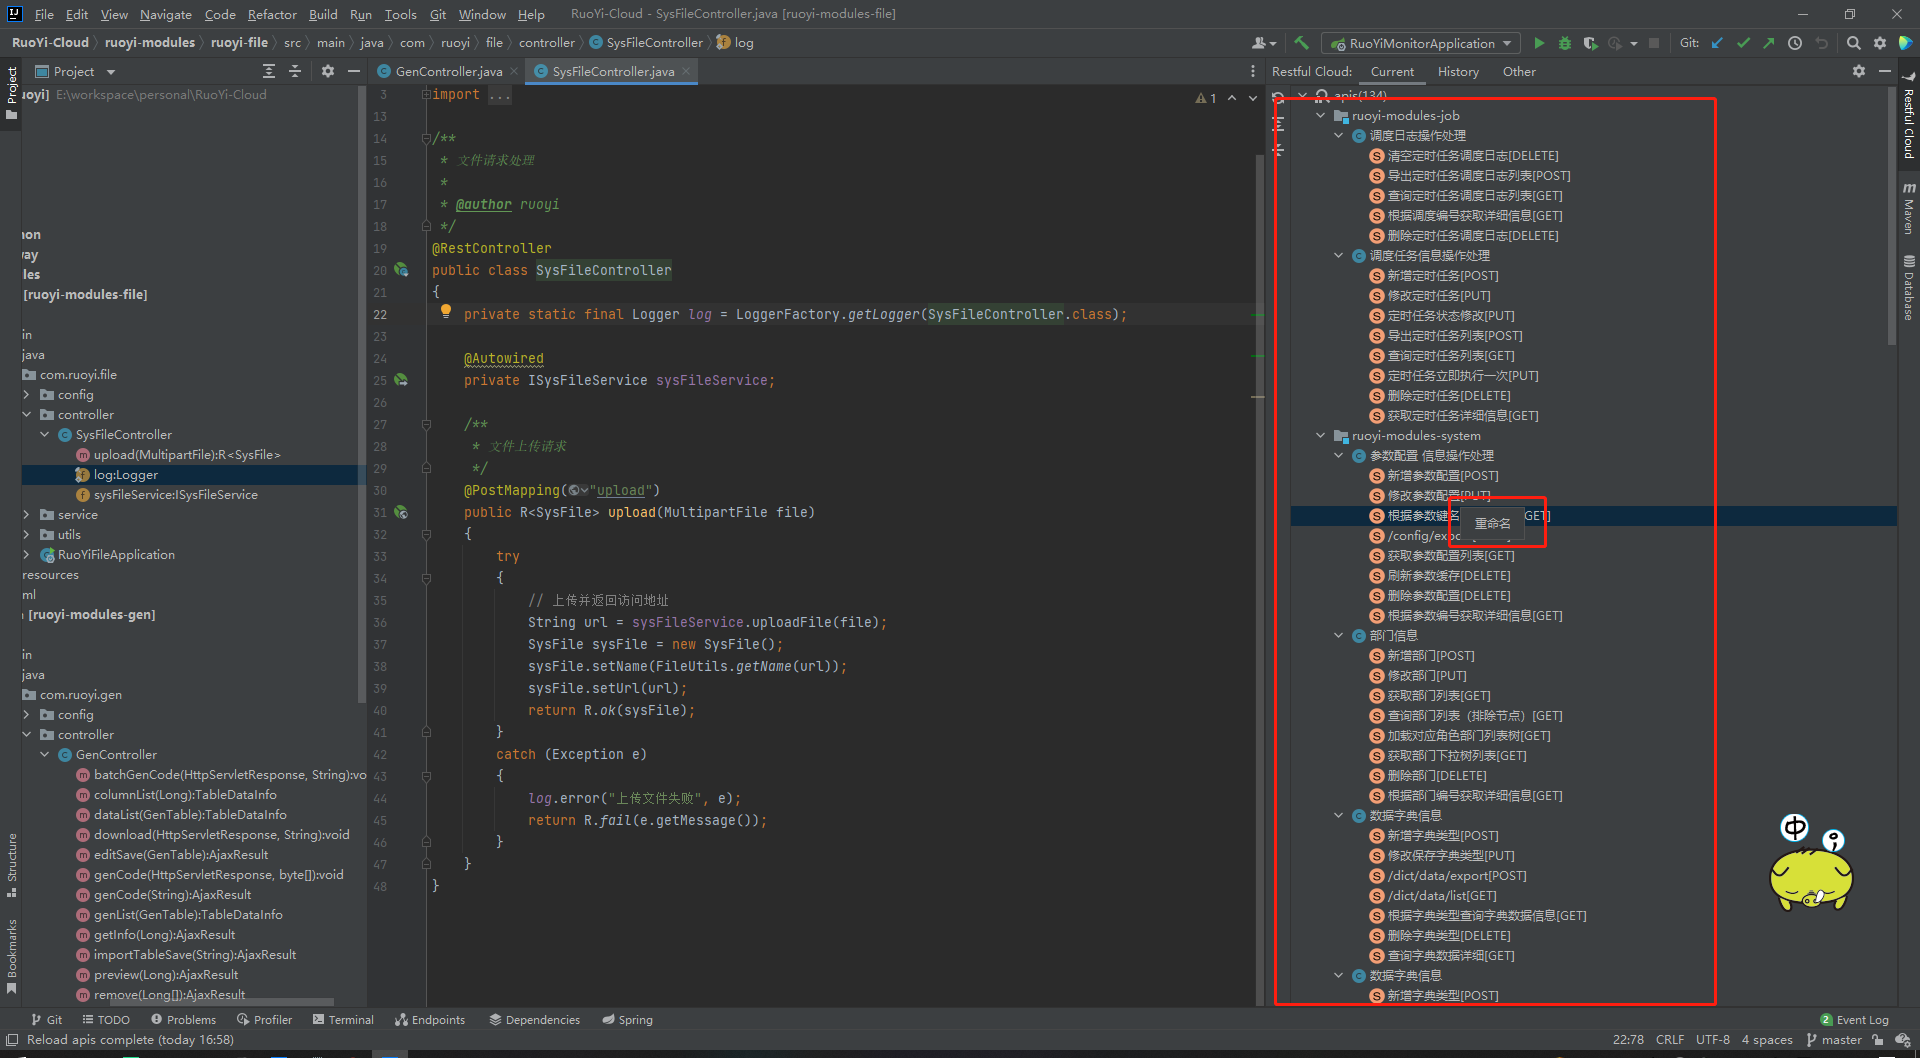 File Edit View Navigate Code Refactor Build Run Tools Git Window Help RuoYi-Cloud - SysFileController.java [ruoyi-modules-file]
RuoYi-Cloud ruoyi-modules ruoyi-file src main java com ruoyi file controller SysFileController log RuoYiMonitorApplication Git:
Project
ioyi] E:\workspace\personal\RuoYi-Cloud
non
vay
iles
[ruoyi-modules-file]
in
java
com.ruoyi.file
config
controller
SysFileController
upload(MultipartFile):R<SysFile>
log:Logger
sysFileService:ISysFileService
service
utils
RuoYiFileApplication
resources
ml
[ruoyi-modules-gen]
in
java
com.ruoyi.gen
config
controller
GenController
batchGenCode(HttpServletResponse, String):vo
columnList(Long):TableDataInfo
dataList(GenTable):TableDataInfo
download(HttpServletResponse, String):void
editSave(GenTable):AjaxResult
genCode(HttpServletResponse, byte[]):void
genCode(String):AjaxResult
genList(GenTable):TableDataInfo
getInfo(Long):AjaxResult
importTableSave(String):AjaxResult
preview(Long):AjaxResult
remove(Long[]):AjaxResult
Project
Structure
Bookmarks
GenController.java SysFileController.java
1
3 import ...
13
14 /**
15 * 文件请求处理
16 *
17 * @author ruoyi
18 */
19 @RestController
20 public class SysFileController
21 {
22 private static final Logger log = LoggerFactory.getLogger(SysFileController.class);
23
24 @Autowired
25 private ISysFileService sysFileService;
26
27 /**
28 * 文件上传请求
29 */
30 @PostMapping("upload")
31 public R<SysFile> upload(MultipartFile file)
32 {
33 try
34 {
35 // 上传并返回访问地址
36 String url = sysFileService.uploadFile(file);
37 SysFile sysFile = new SysFile();
38 sysFile.setName(FileUtils.getName(url));
39 sysFile.setUrl(url);
40 return R.ok(sysFile);
41 }
42 catch (Exception e)
43 {
44 log.error("上传文件失败", e);
45 return R.fail(e.getMessage());
46 }
47 }
48 }
Restful Cloud: Current History Other
apis(134)
ruoyi-modules-job
调度日志操作处理
清空定时任务调度日志[DELETE]
导出定时任务调度日志列表[POST]
查询定时任务调度日志列表[GET]
根据调度编号获取详细信息[GET]
删除定时任务调度日志[DELETE]
调度任务信息操作处理
新增定时任务[POST]
修改定时任务[PUT]
定时任务状态修改[PUT]
导出定时任务列表[POST]
查询定时任务列表[GET]
定时任务立即执行一次[PUT]
删除定时任务[DELETE]
获取定时任务详细信息[GET]
ruoyi-modules-system
参数配置 信息操作处理
新增参数配置[POST]
修改参数配置[PUT]
根据参数键名 GET]
重命名
/config/expo
获取参数配置列表[GET]
刷新参数缓存[DELETE]
删除参数配置[DELETE]
根据参数编号获取详细信息[GET]
部门信息
新增部门[POST]
修改部门[PUT]
获取部门列表[GET]
查询部门列表（排除节点）[GET]
加载对应角色部门列表树[GET]
获取部门下拉树列表[GET]
删除部门[DELETE]
根据部门编号获取详细信息[GET]
数据字典信息
新增字典类型[POST]
修改保存字典类型[PUT]
/dict/data/export[POST]
/dict/data/list[GET]
根据字典类型查询字典数据信息[GET]
删除字典类型[DELETE]
查询字典数据详细[GET]
数据字典信息
新增字典类型[POST]
Restful Cloud
m Maven
Database
中
Git TODO Problems Profiler Terminal Endpoints Dependencies Spring 2 Event Log
Reload apis complete (today 16:58) 22:78 CRLF UTF-8 4 spaces master